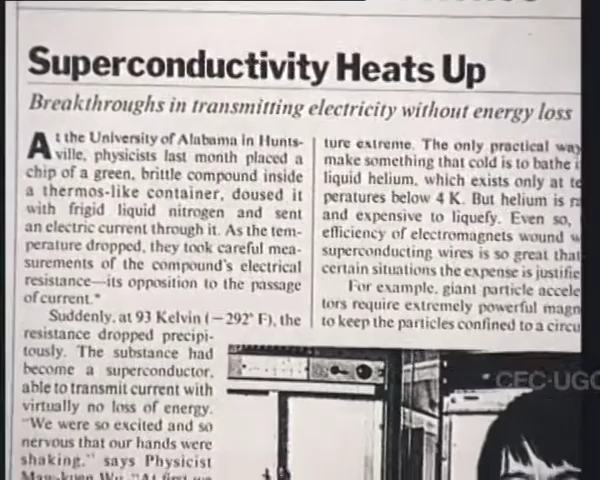 Superconductivity Heats Up
Breakthroughs in transmitting electricity without energy loss
At the University of Alabama in Hunts-
ville, physicists last month placed a
chip of a green, brittle compound inside
a thermos-like container, doused it
with frigid liquid nitrogen and sent
an electric current through it. As the tem-
perature dropped, they took careful mea-
surements of the compound's electrical
resistance—its opposition to the passage
of current.*
Suddenly, at 93 Kelvin (−292° F), the
resistance dropped precipi-
tously. The substance had
become a superconductor,
able to transmit current with
virtually no loss of energy.
"We were so excited and so
nervous that our hands were
shaking," says Physicist
ture extreme. The only practical way
make something that cold is to bathe i
liquid helium, which exists only at te
peratures below 4 K. But helium is r
and expensive to liquefy. Even so,
efficiency of electromagnets wound w
superconducting wires is so great that
certain situations the expense is justifie
For example, giant particle accele
tors require extremely powerful magn
to keep the particles confined to a circu
CEC-UGC